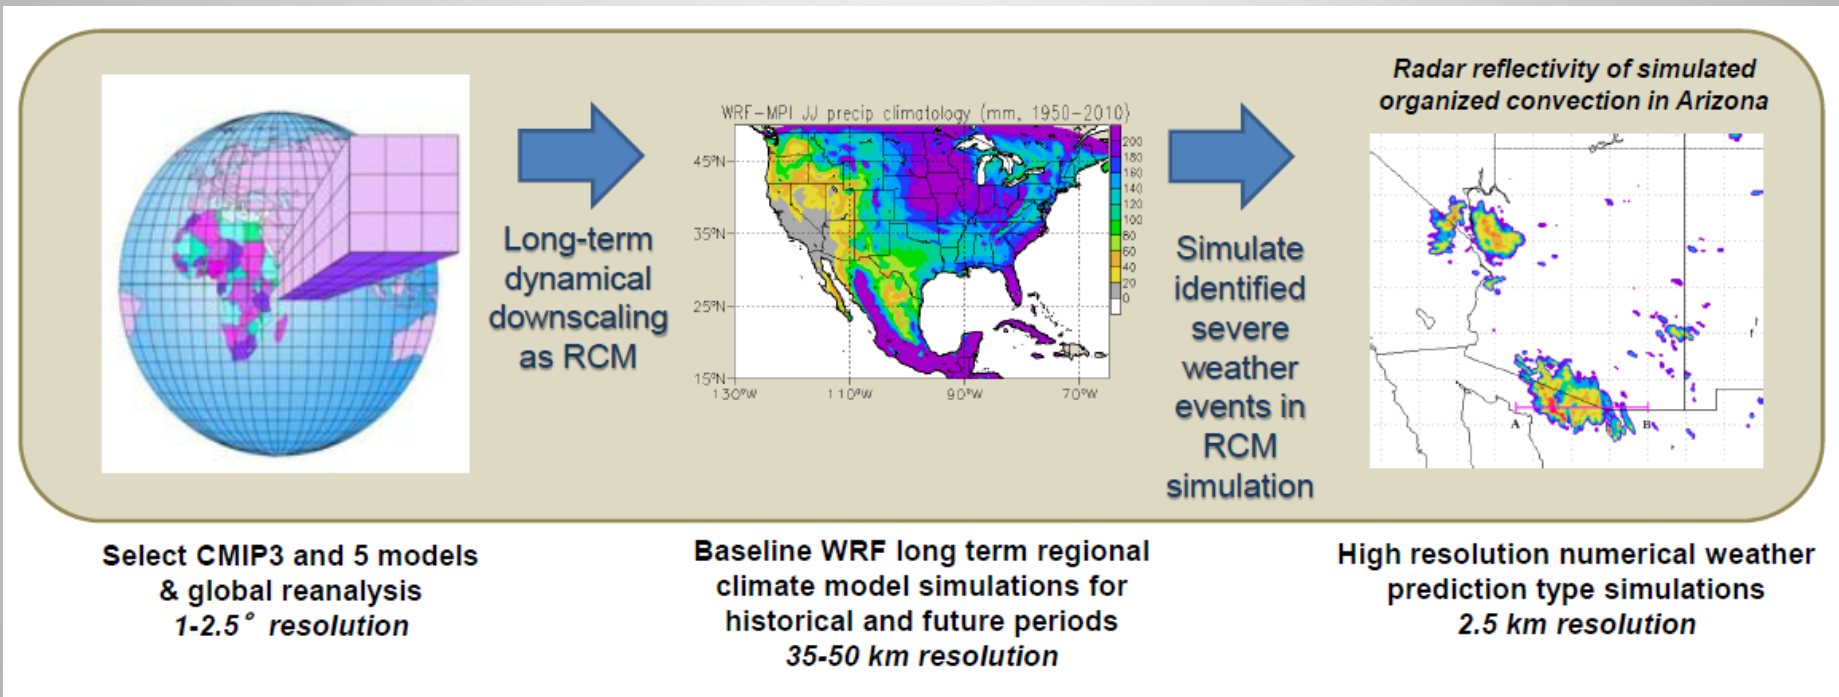 Long-term
dynamical
downscaling
as RCM
WRF-MPI JJ precip climatology (mm, 1950-2010)
45°N
35°N
25°N
15°N
130°W
110°W
90°W
70°W
200
180
160
140
120
100
80
60
40
20
0
Simulate
identified
severe
weather
events in
RCM
simulation
Radar reflectivity of simulated
organized convection in Arizona
A
B
Select CMIP3 and 5 models
& global reanalysis
1-2.5° resolution
Baseline WRF long term regional
climate model simulations for
historical and future periods
35-50 km resolution
High resolution numerical weather
prediction type simulations
2.5 km resolution